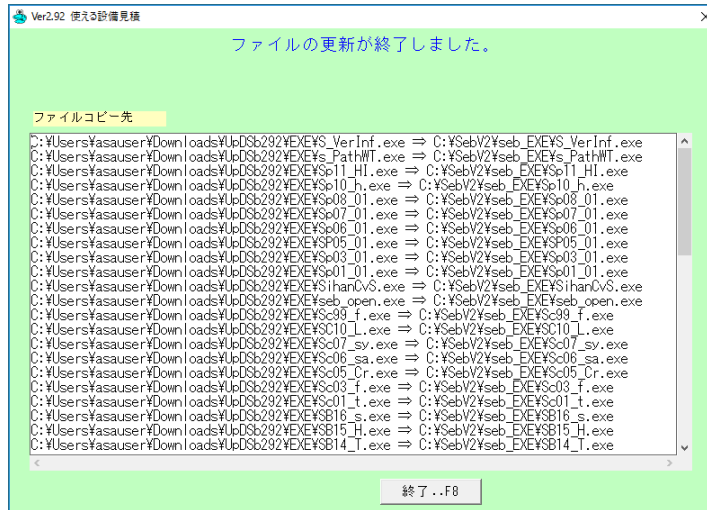 Ver2.92 使える設備見積
ファイルの更新が終了しました。
ファイルコピー先
C:¥Users¥asauser¥Downloads¥UpDSb292¥EXE¥S_VerInf.exe ⇒ C:¥SebV2¥seb_EXE¥S_VerInf.exe
C:¥Users¥asauser¥Downloads¥UpDSb292¥EXE¥s_PathWT.exe ⇒ C:¥SebV2¥seb_EXE¥s_PathWT.exe
C:¥Users¥asauser¥Downloads¥UpDSb292¥EXE¥Sp11_HI.exe ⇒ C:¥SebV2¥seb_EXE¥Sp11_HI.exe
C:¥Users¥asauser¥Downloads¥UpDSb292¥EXE¥Sp10_h.exe ⇒ C:¥SebV2¥seb_EXE¥Sp10_h.exe
C:¥Users¥asauser¥Downloads¥UpDSb292¥EXE¥Sp08_01.exe ⇒ C:¥SebV2¥seb_EXE¥Sp08_01.exe
C:¥Users¥asauser¥Downloads¥UpDSb292¥EXE¥Sp07_01.exe ⇒ C:¥SebV2¥seb_EXE¥Sp07_01.exe
C:¥Users¥asauser¥Downloads¥UpDSb292¥EXE¥Sp06_01.exe ⇒ C:¥SebV2¥seb_EXE¥Sp06_01.exe
C:¥Users¥asauser¥Downloads¥UpDSb292¥EXE¥SP05_01.exe ⇒ C:¥SebV2¥seb_EXE¥SP05_01.exe
C:¥Users¥asauser¥Downloads¥UpDSb292¥EXE¥Sp03_01.exe ⇒ C:¥SebV2¥seb_EXE¥Sp03_01.exe
C:¥Users¥asauser¥Downloads¥UpDSb292¥EXE¥Sp01_01.exe ⇒ C:¥SebV2¥seb_EXE¥Sp01_01.exe
C:¥Users¥asauser¥Downloads¥UpDSb292¥EXE¥SihanCvS.exe ⇒ C:¥SebV2¥seb_EXE¥SihanCvS.exe
C:¥Users¥asauser¥Downloads¥UpDSb292¥EXE¥seb_open.exe ⇒ C:¥SebV2¥seb_EXE¥seb_open.exe
C:¥Users¥asauser¥Downloads¥UpDSb292¥EXE¥Sc99_f.exe ⇒ C:¥SebV2¥seb_EXE¥Sc99_f.exe
C:¥Users¥asauser¥Downloads¥UpDSb292¥EXE¥SC10_L.exe ⇒ C:¥SebV2¥seb_EXE¥SC10_L.exe
C:¥Users¥asauser¥Downloads¥UpDSb292¥EXE¥Sc07_sy.exe ⇒ C:¥SebV2¥seb_EXE¥Sc07_sy.exe
C:¥Users¥asauser¥Downloads¥UpDSb292¥EXE¥Sc06_sa.exe ⇒ C:¥SebV2¥seb_EXE¥Sc06_sa.exe
C:¥Users¥asauser¥Downloads¥UpDSb292¥EXE¥Sc05_Cr.exe ⇒ C:¥SebV2¥seb_EXE¥Sc05_Cr.exe
C:¥Users¥asauser¥Downloads¥UpDSb292¥EXE¥Sc03_f.exe ⇒ C:¥SebV2¥seb_EXE¥Sc03_f.exe
C:¥Users¥asauser¥Downloads¥UpDSb292¥EXE¥Sc01_t.exe ⇒ C:¥SebV2¥seb_EXE¥Sc01_t.exe
C:¥Users¥asauser¥Downloads¥UpDSb292¥EXE¥SB16_s.exe ⇒ C:¥SebV2¥seb_EXE¥SB16_s.exe
C:¥Users¥asauser¥Downloads¥UpDSb292¥EXE¥SB15_H.exe ⇒ C:¥SebV2¥seb_EXE¥SB15_H.exe
C:¥Users¥asauser¥Downloads¥UpDSb292¥EXE¥SB14_T.exe ⇒ C:¥SebV2¥seb_EXE¥SB14_T.exe
終了..F8